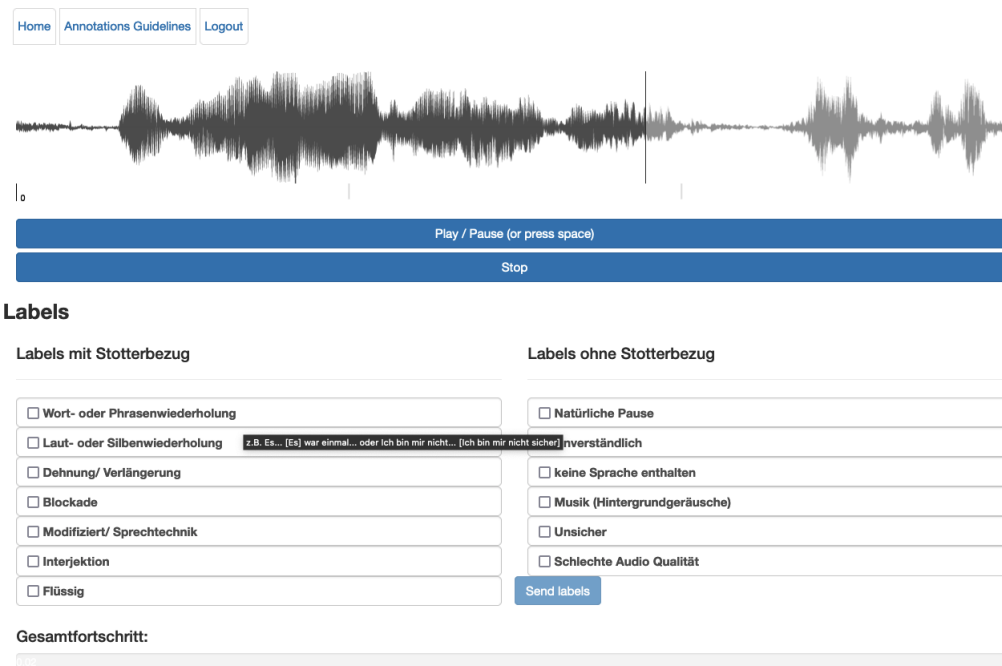 Home Annotations Guidelines Logout
0
Play / Pause (or press space)
Stop
Labels
Labels mit Stotterbezug
Labels ohne Stotterbezug
Wort- oder Phrasenwiederholung
Natürliche Pause
Laut- oder Silbenwiederholung
z.B. Es... [Es] war einmal... oder Ich bin mir nicht... [Ich bin mir nicht sicher]
nverständlich
Dehnung/ Verlängerung
keine Sprache enthalten
Blockade
Musik (Hintergrundgeräusche)
Modifiziert/ Sprechtechnik
Unsicher
Interjektion
Schlechte Audio Qualität
Flüssig
Send labels
Gesamtfortschritt: